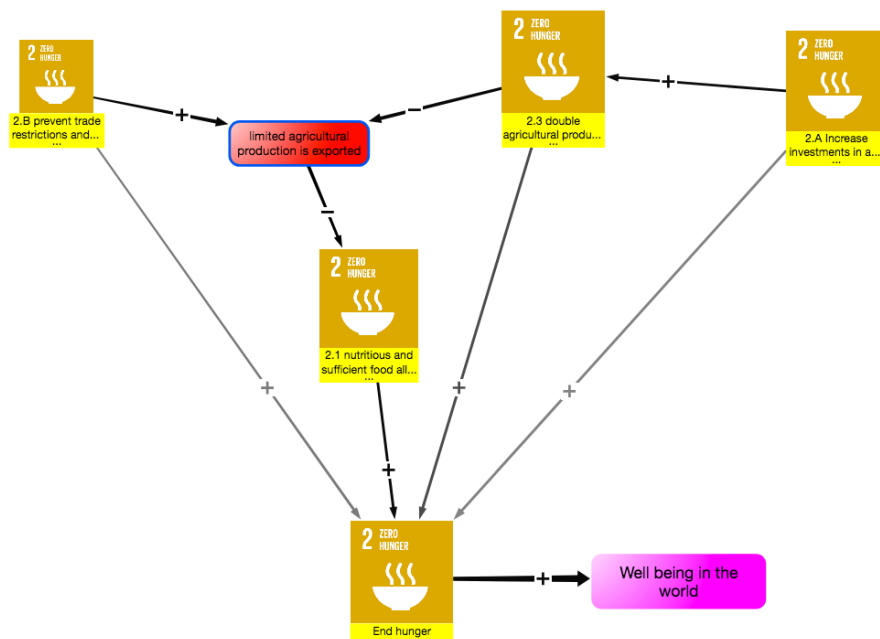 2 ZERO
HUNGER
2.B prevent trade
restrictions and...
...
2 ZERO
HUNGER
2.3 double
agricultural produ...
...
2 ZERO
HUNGER
2.A Increase
investments in a...
...
+
−
+
limited agricultural
production is exported
−
2 ZERO
HUNGER
2.1 nutritious and
sufficient food all...
...
+
+
+
+
2 ZERO
HUNGER
End hunger
+
Well being in the
world